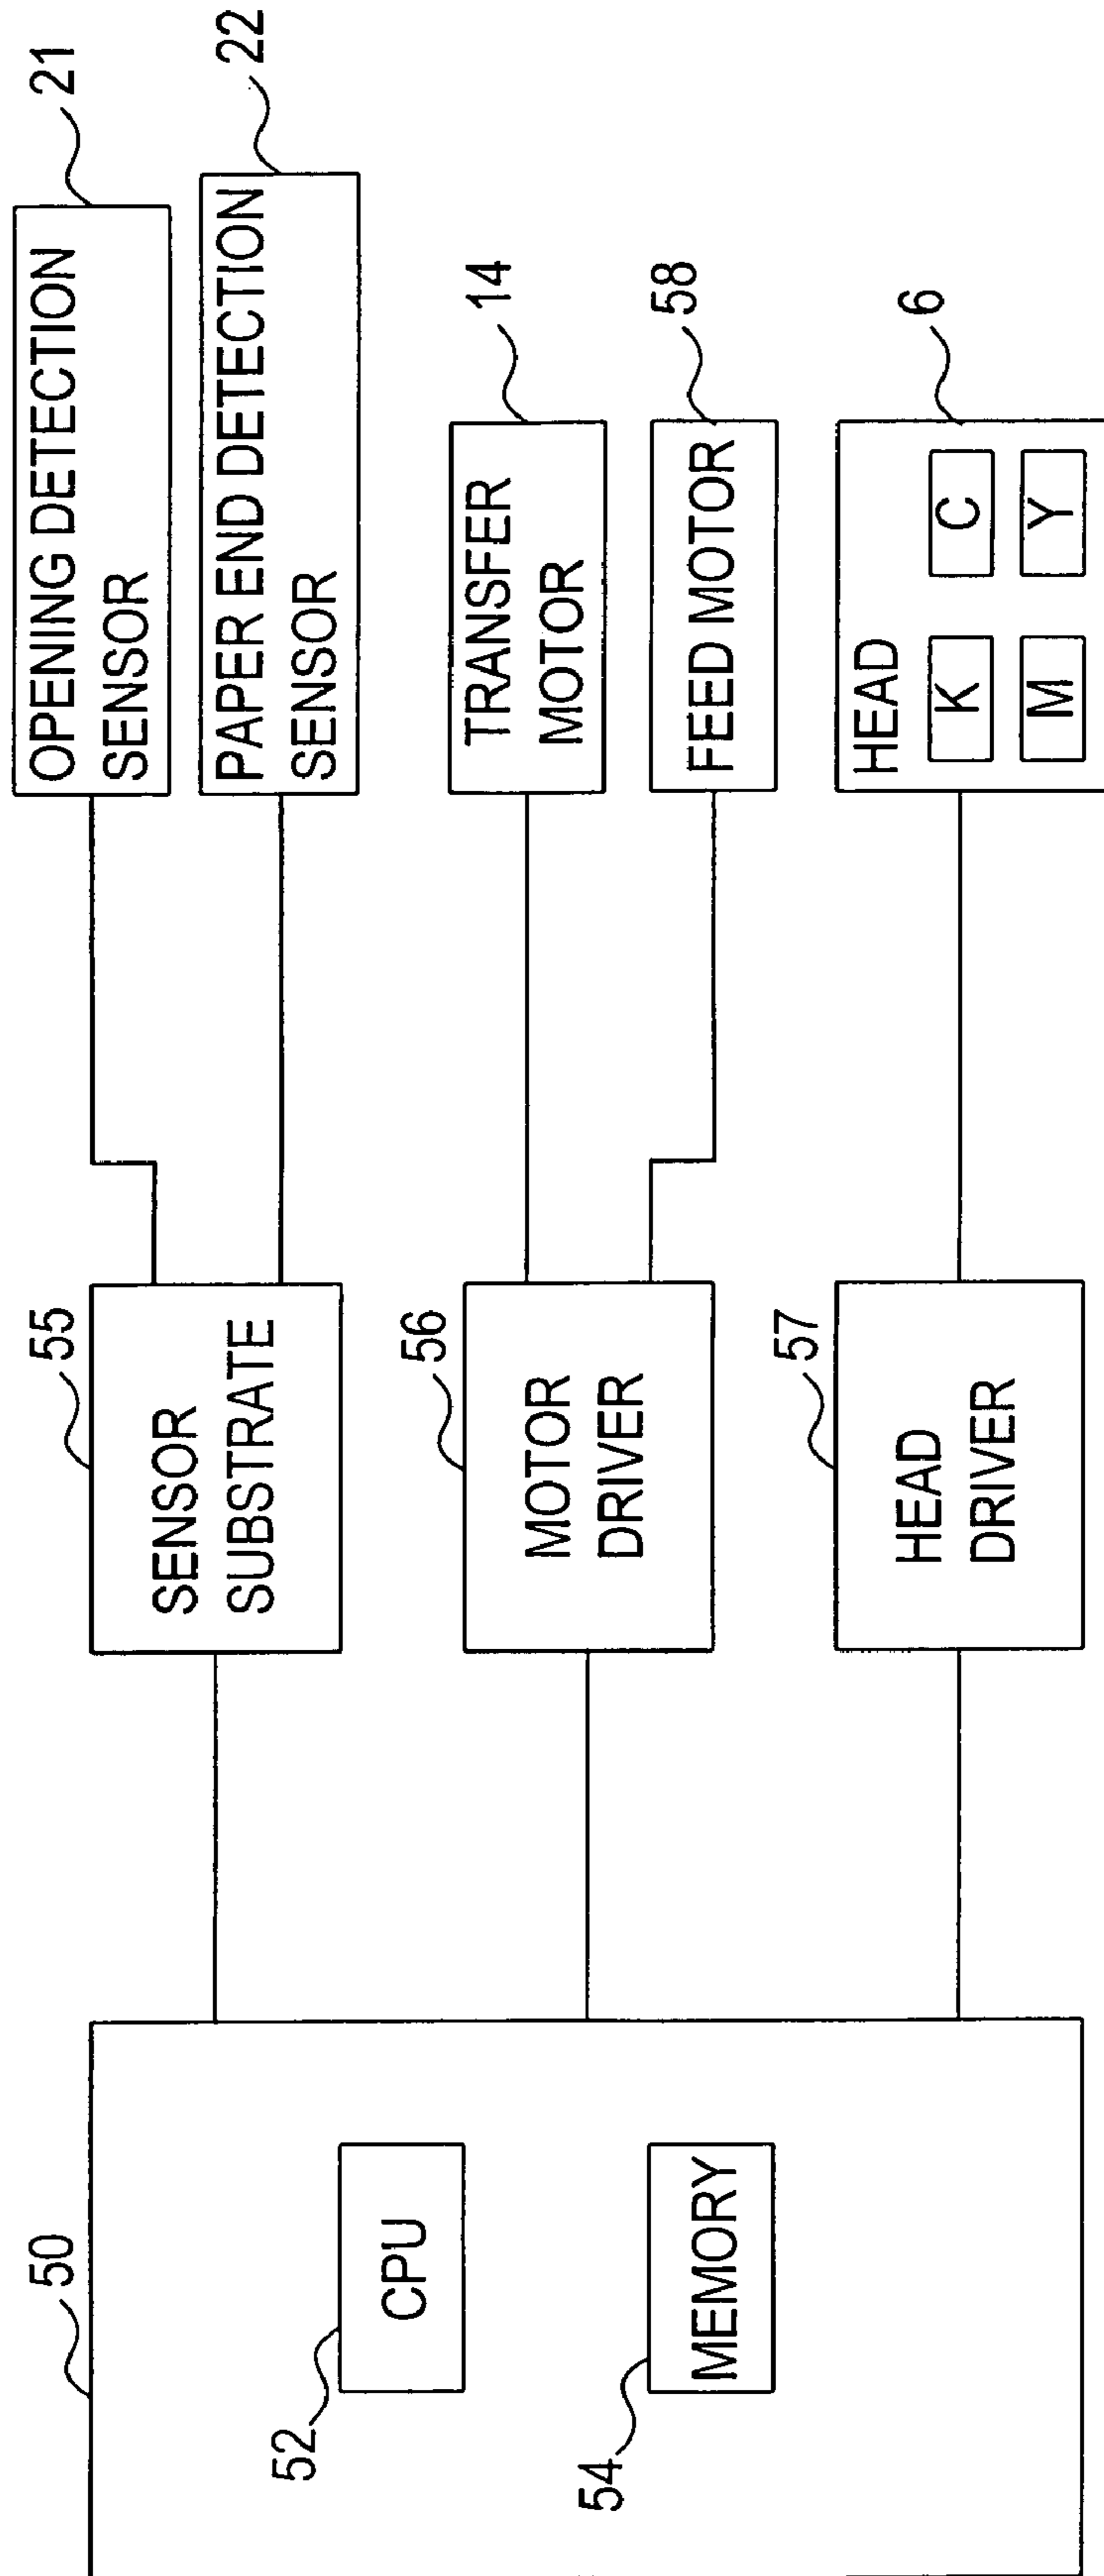 50
52
CPU
54
MEMORY
55
SENSOR
SUBSTRATE
56
MOTOR
DRIVER
57
HEAD
DRIVER
OPENING DETECTION
SENSOR
21
PAPER END DETECTION
SENSOR
22
TRANSFER
MOTOR
14
FEED MOTOR
58
HEAD
6
K C
M Y